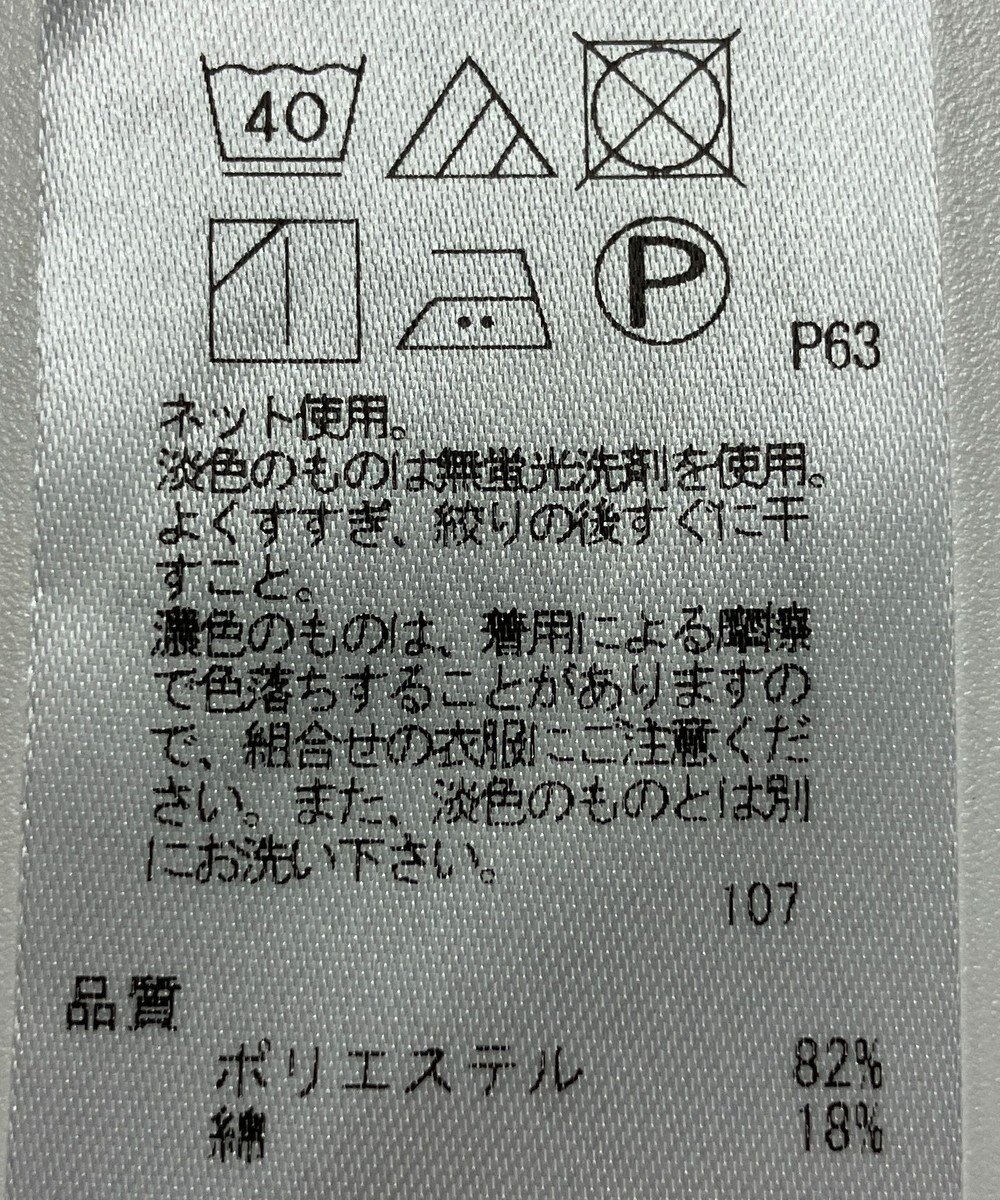 40
P
P63
ネット使用。
淡色のものは無蛍光洗剤を使用。
よくすすぎ、絞りの後すぐに干
すこと。
濃色のものは、着用による摩擦
で色落ちすることがありますの
で、組合せの衣服にご注意くだ
さい。また、淡色のものとは別
にお洗い下さい。
107
品質
ポリエステル 82%
綿 18%